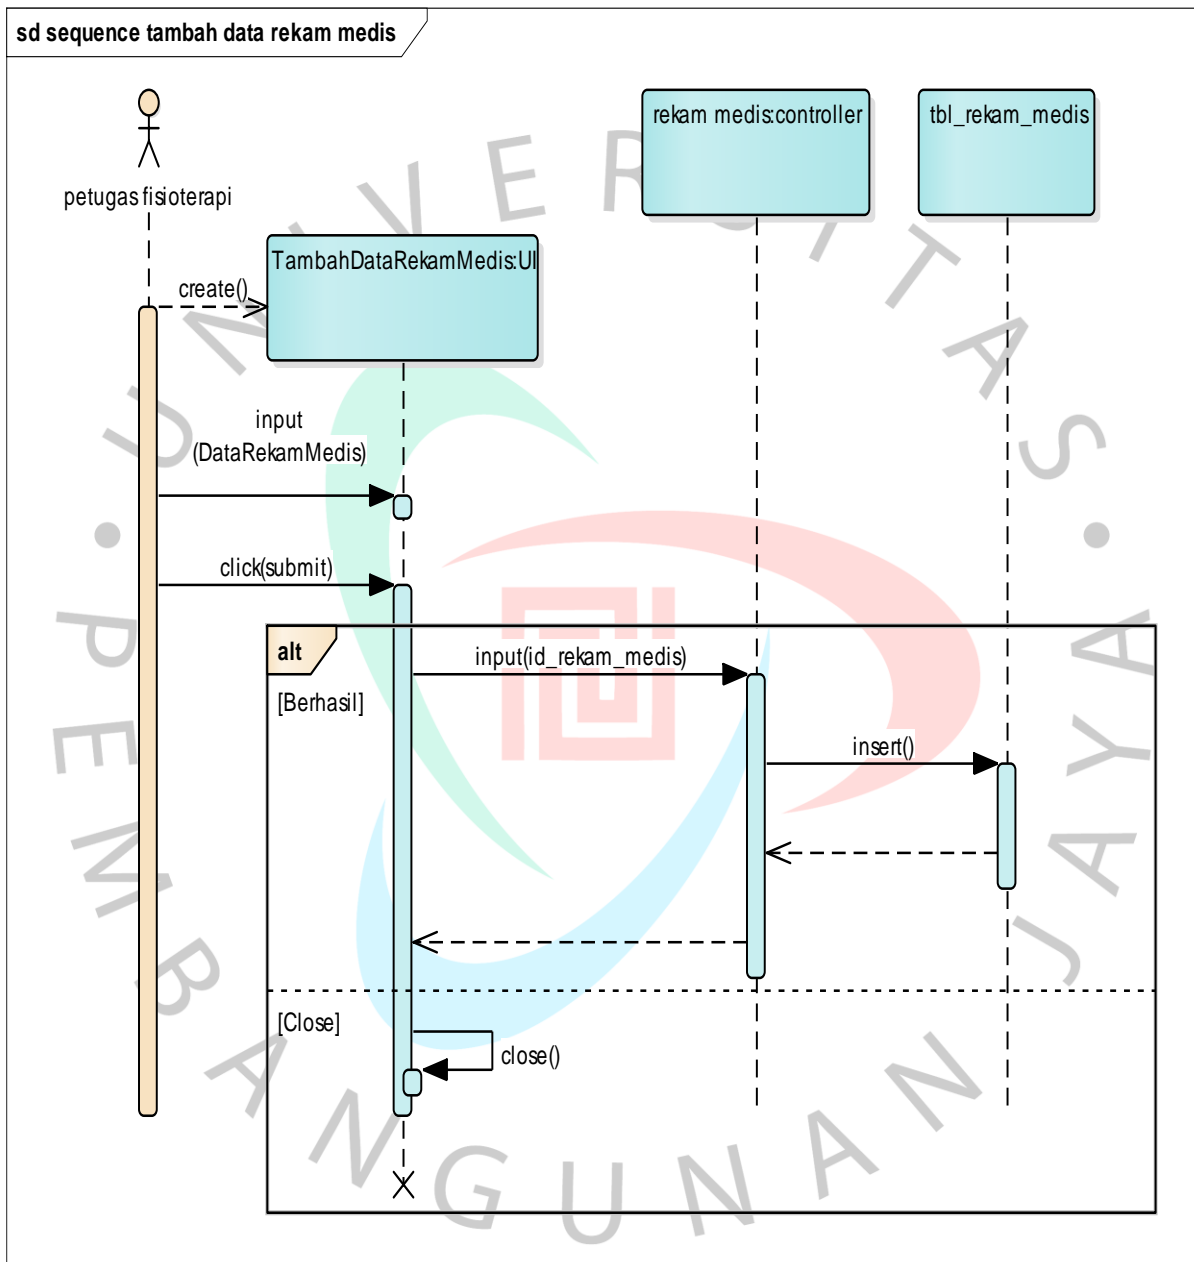 sd sequence tambah data rekam medis
petugas fisioterapi
rekam medis:controller
tbl_rekam_medis
TambahDataRekamMedis:UI
create()
input
(DataRekamMedis)
click(submit)
alt
input(id_rekam_medis)
[Berhasil]
insert()
[Close]
close()
UNIVERSITAS
PEMBANGUNAN JAYA